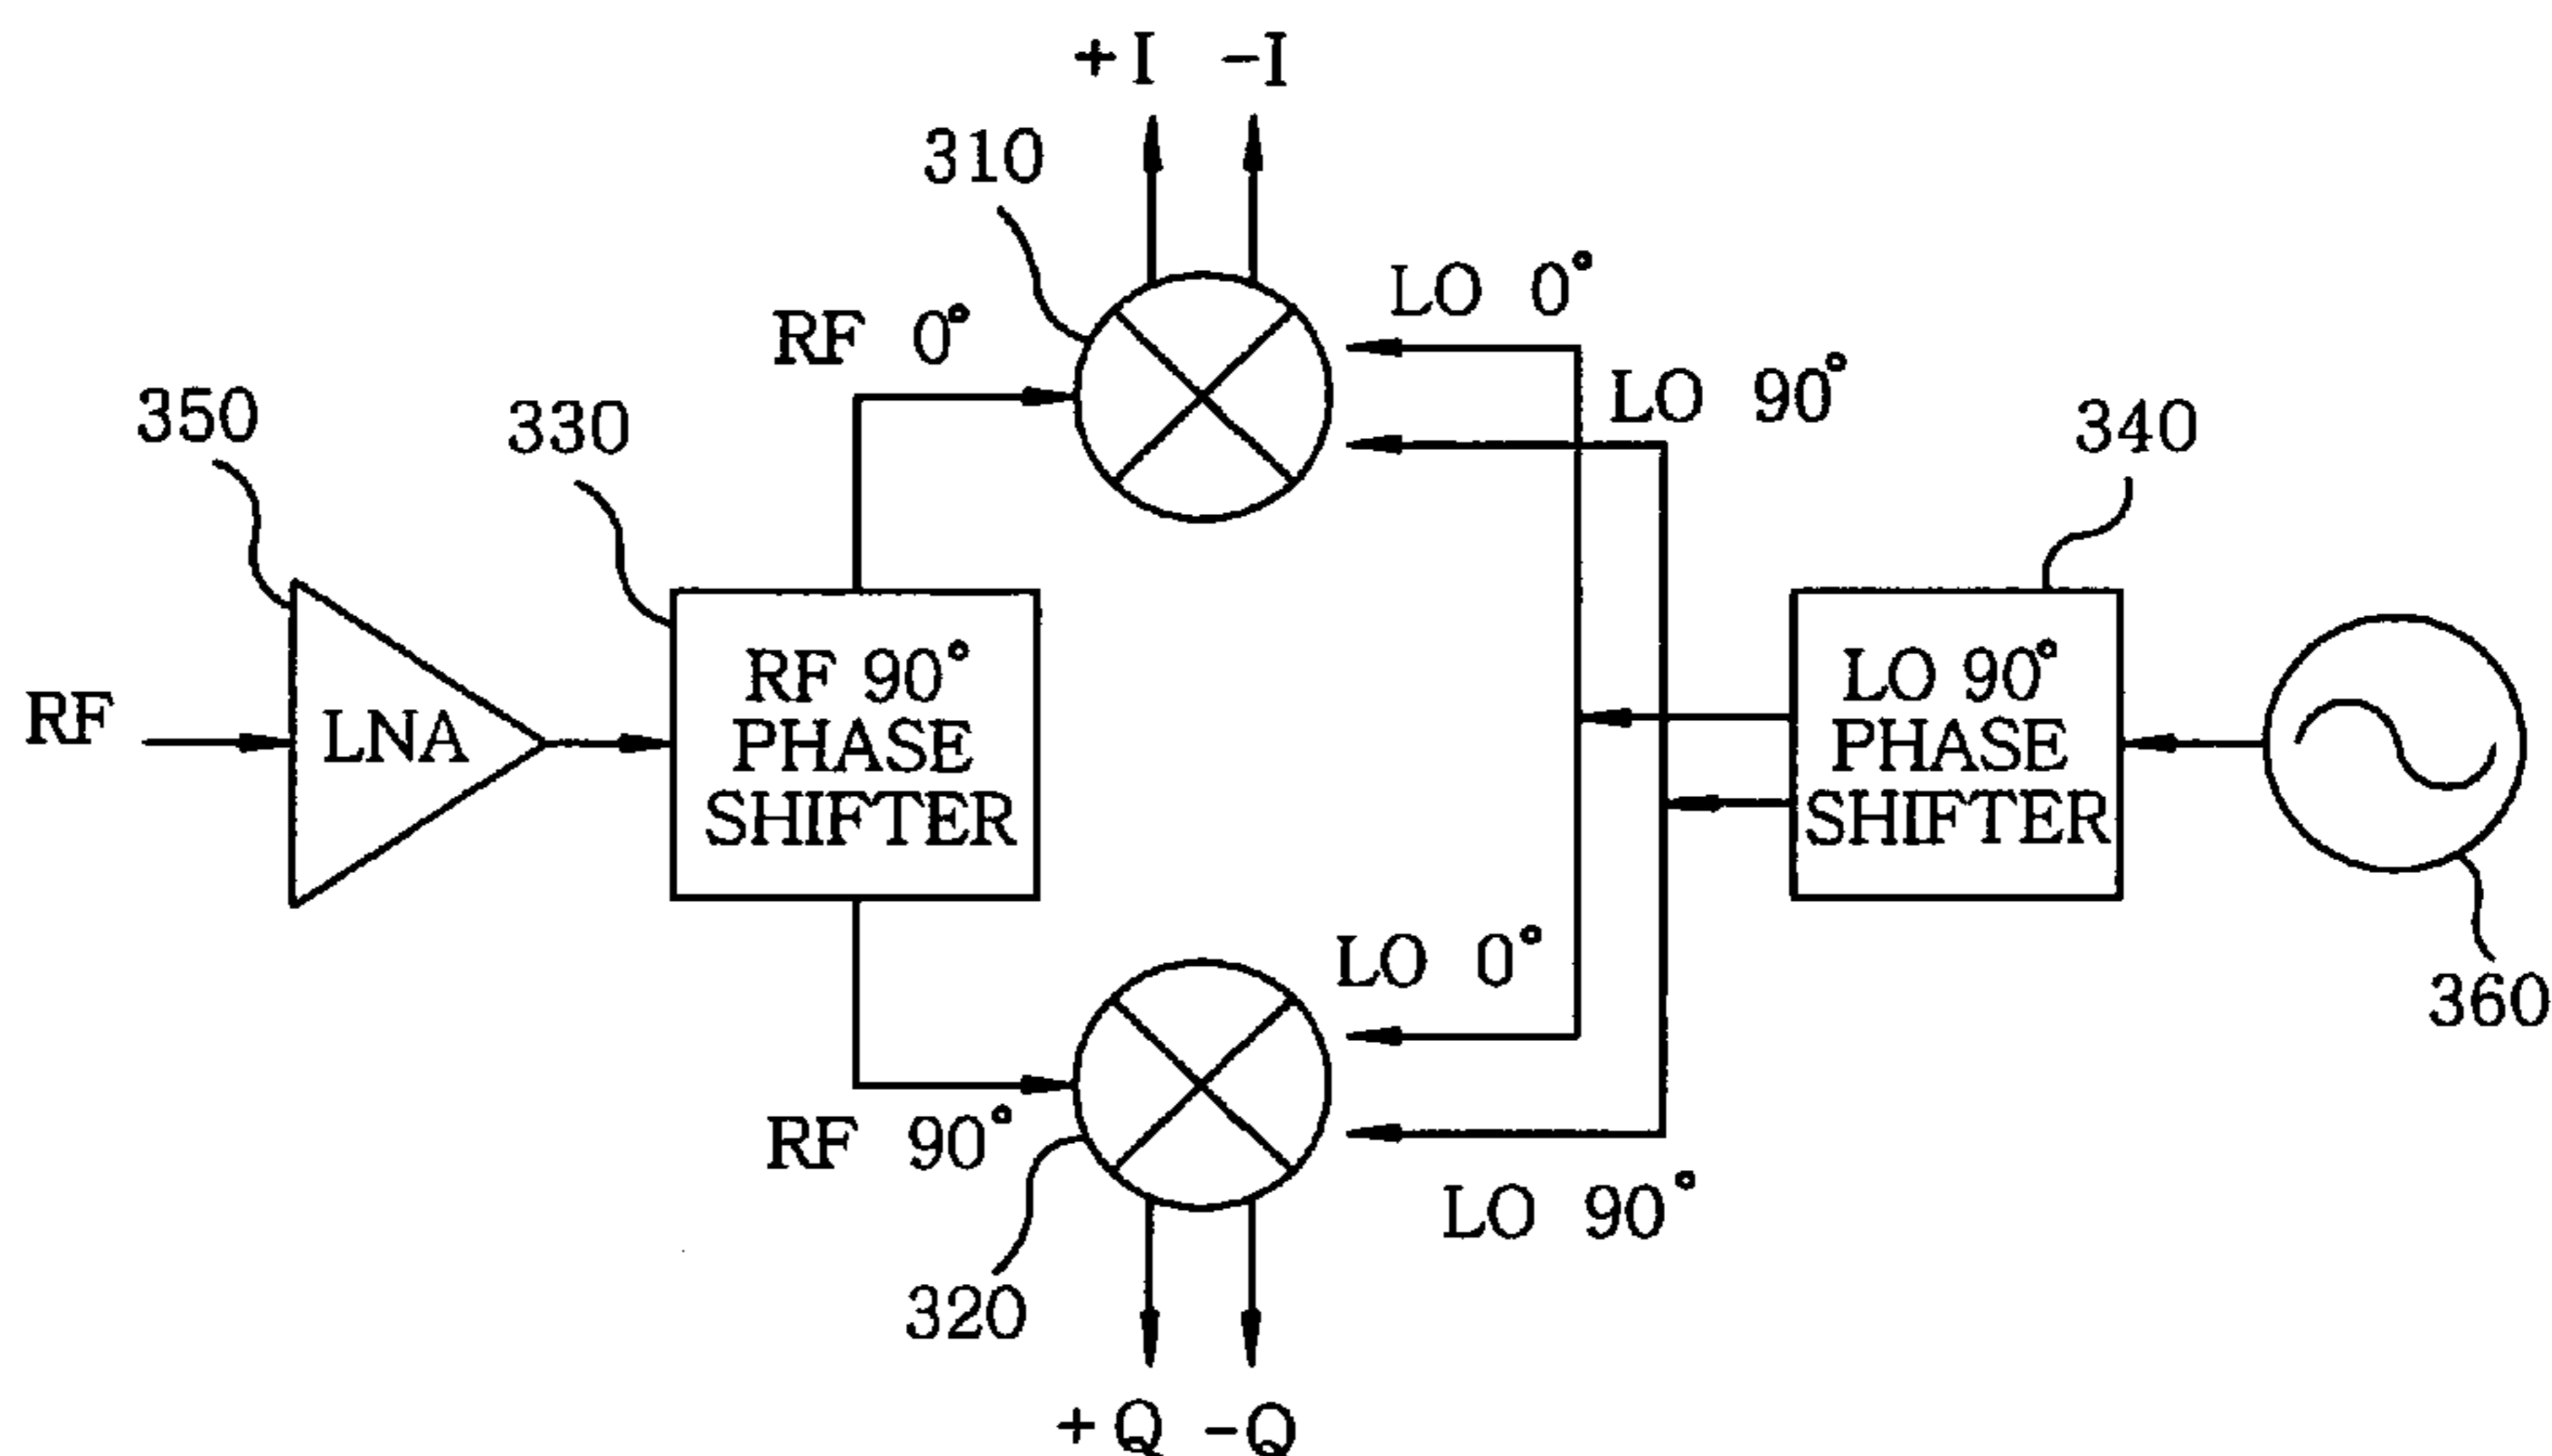 +I -I
310
LO 0°
RF 0°
LO 90°
350
330
340
RF
LNA
RF 90°
PHASE
SHIFTER
LO 90°
PHASE
SHIFTER
LO 0°
360
RF 90°
LO 90°
320
+Q -Q